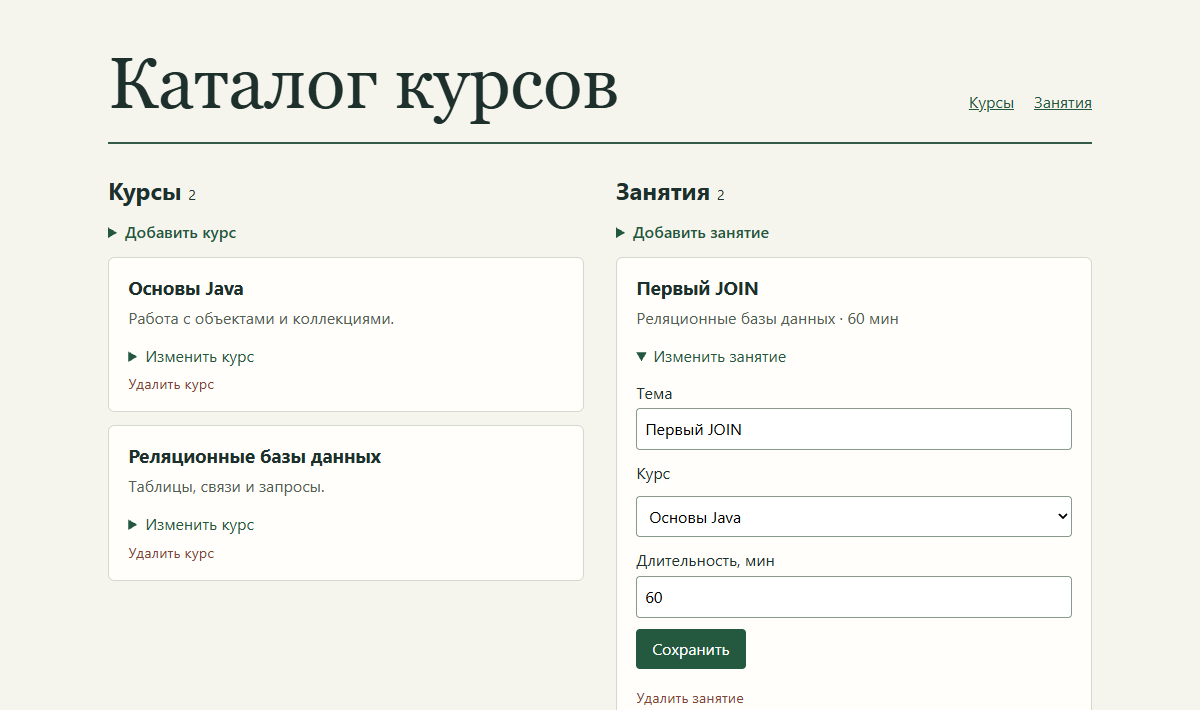 Каталог курсов
Курсы Занятия
Курсы 2
Добавить курс
Основы Java
Работа с объектами и коллекциями.
Изменить курс
Удалить курс
Реляционные базы данных
Таблицы, связи и запросы.
Изменить курс
Удалить курс
Занятия 2
Добавить занятие
Первый JOIN
Реляционные базы данных · 60 мин
Изменить занятие
Тема
Первый JOIN
Курс
Основы Java
Длительность, мин
60
Сохранить
Удалить занятие